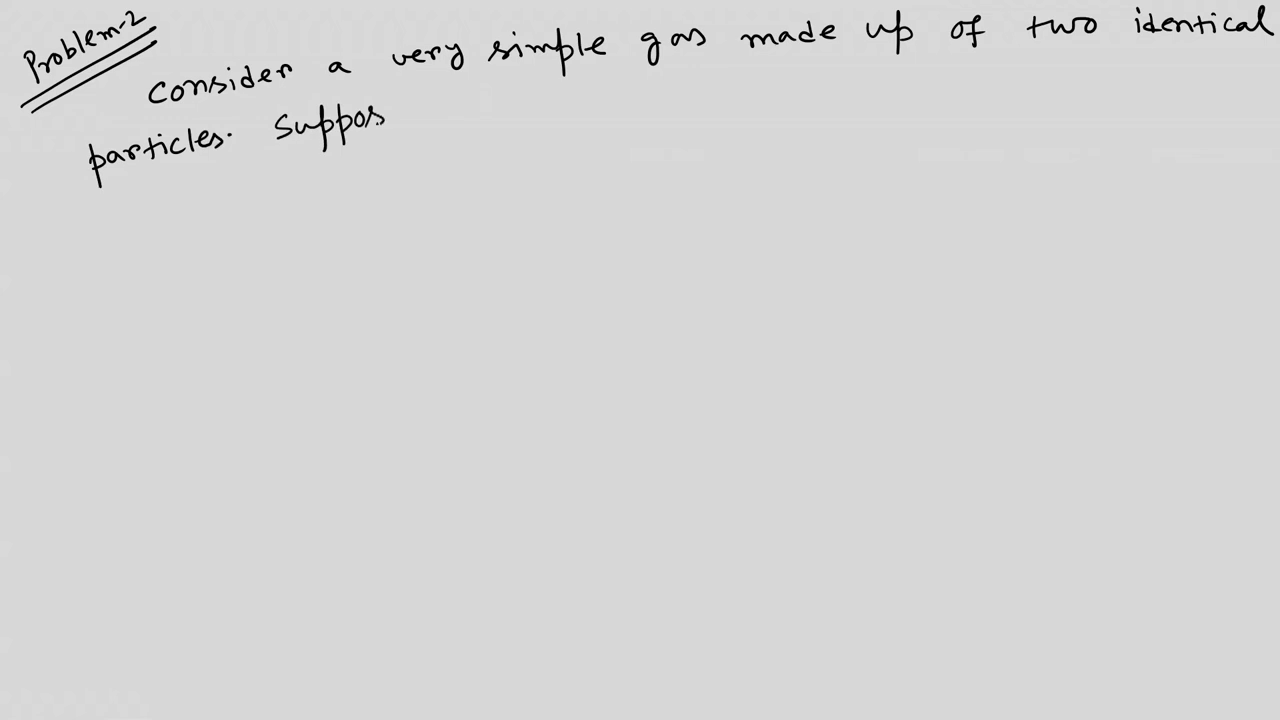 Problem-2
Consider a very simple gas made up of two identical
particles. Suppos